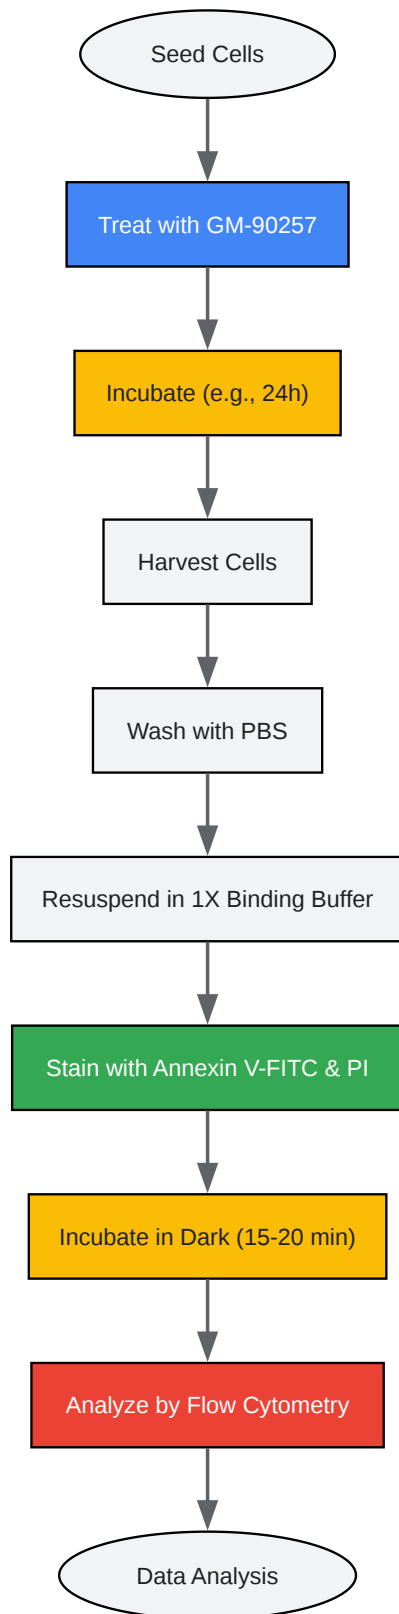 Seed Cells
Treat with GM-90257
Incubate (e.g., 24h)
Harvest Cells
Wash with PBS
Resuspend in 1X Binding Buffer
Stain with Annexin V-FITC & PI
Incubate in Dark (15-20 min)
Analyze by Flow Cytometry
Data Analysis